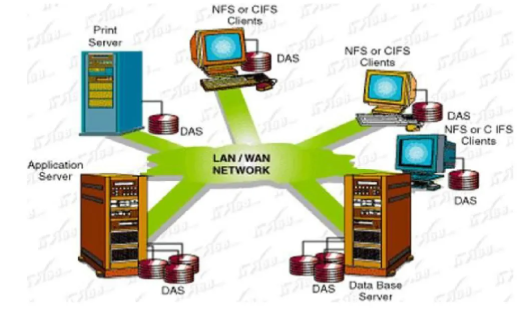 NFS or CIFS
Clients
Print
Server
DAS
NFS or CIFS
Clients
DAS
DAS
NFS or C IFS
Clients
LAN / WAN
NETWORK
Application
Server
DAS
DAS
DAS
Data Base
Server